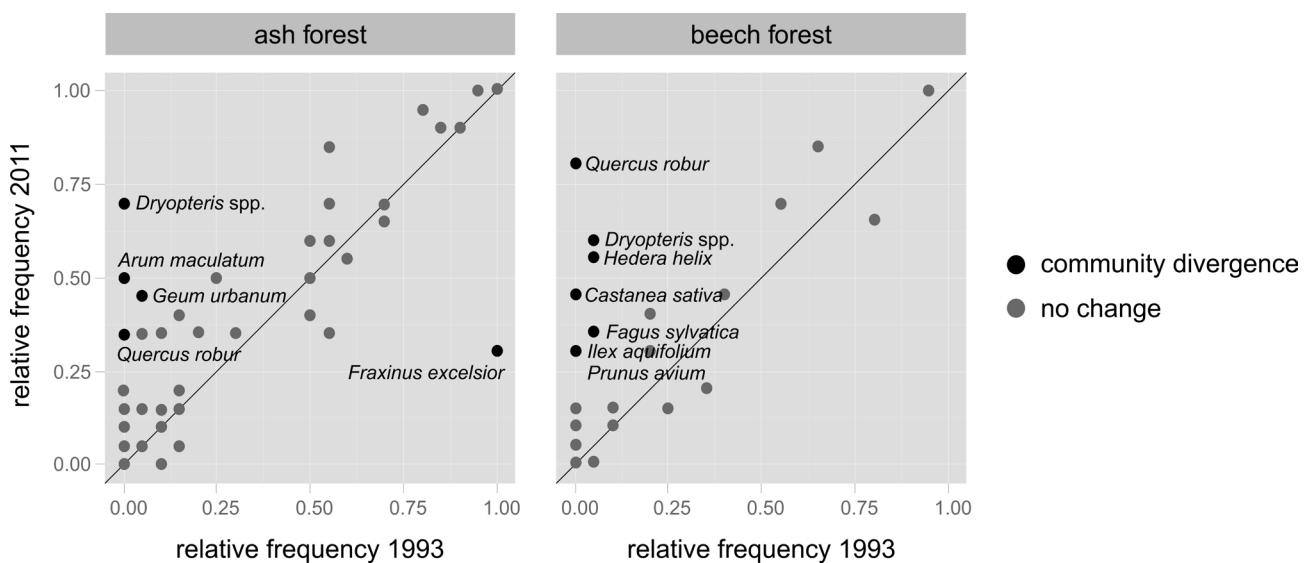 ash forest
beech forest
relative frequency 2011
1.00
0.75
0.50
0.25
0.00
Dryopteris spp.
Arum maculatum
Geum urbanum
Quercus robur
Fraxinus excelsior
Quercus robur
Dryopteris spp.
Hedera helix
Castanea sativa
Fagus sylvatica
Ilex aquifolium
Prunus avium
community divergence
no change
0.00 0.25 0.50 0.75 1.00
0.00 0.25 0.50 0.75 1.00
relative frequency 1993
relative frequency 1993